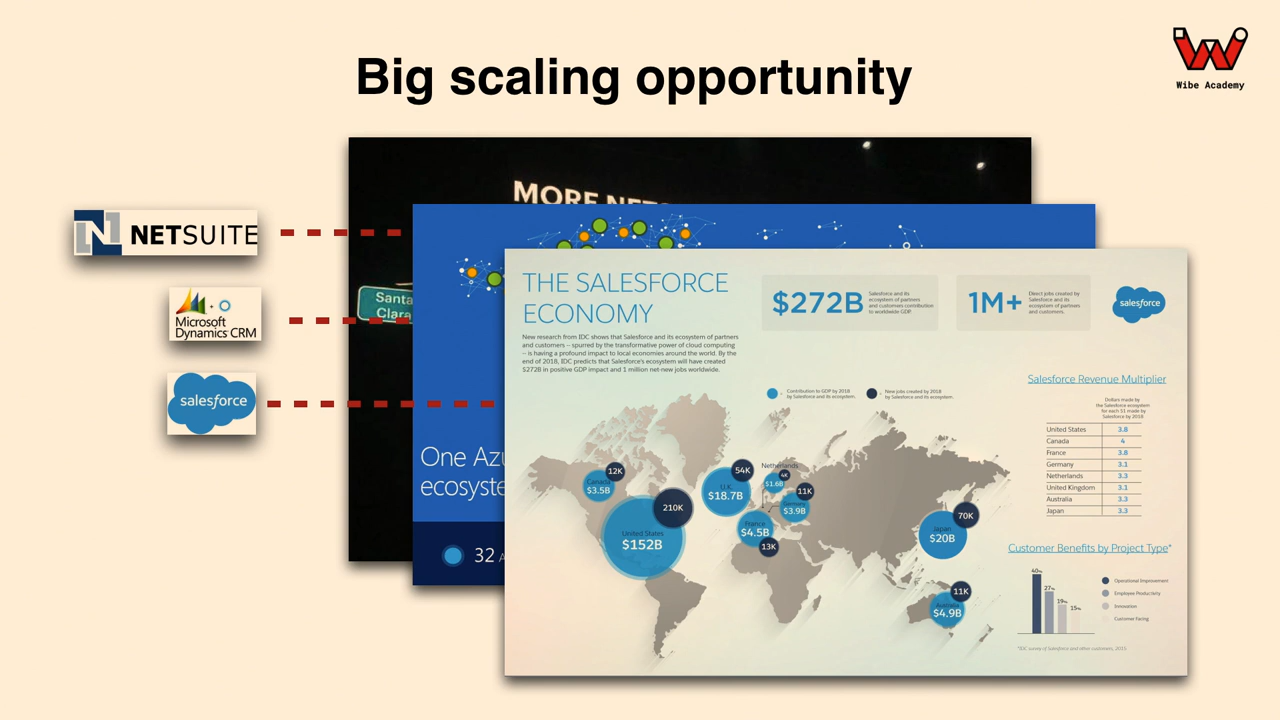 Big scaling opportunity
Wibe Academy
NETSUITE
Microsoft
Dynamics CRM
salesforce
MORE NETS
Santa
Clara
One Azu
ecosyste
32 A
THE SALESFORCE
ECONOMY
New research from IDC shows that Salesforce and its ecosystem of partners
and customers – spurred by the transformative power of cloud computing
– is having a profound impact to local economies around the world. By the
end of 2018, IDC predicts that Salesforce's ecosystem will have created
$272B in positive GDP impact and 1 million net-new jobs worldwide.
$272B
Salesforce and its
ecosystem of partners
and customers contribution
to worldwide GDP.
1M+
Direct jobs created by
Salesforce and its
ecosystem of partners
and customers.
salesforce
Contribution to GDP by 2018
by Salesforce and its ecosystem.
New jobs created by 2018
by Salesforce and its ecosystem.
Canada
$3.5B
12K
United States
$152B
210K
U.K.
$18.7B
54K
Netherlands
$1.6B
11K
$3.9B
France
$4.5B
13K
Japan
$20B
70K
Australia
$4.9B
11K
Salesforce Revenue Multiplier
Dollars made by
the Salesforce ecosystem
for each $1 made by
Salesforce by 2018
United States 3.8
Canada 4
France 3.8
Germany 3.1
Netherlands 3.3
United Kingdom 3.1
Australia 3.3
Japan 3.3
Customer Benefits by Project Type*
40%
27%
19%
15%
Operational Improvement
Employee Productivity
Innovation
Customer Facing
*IDC survey of Salesforce and other customers, 2015.